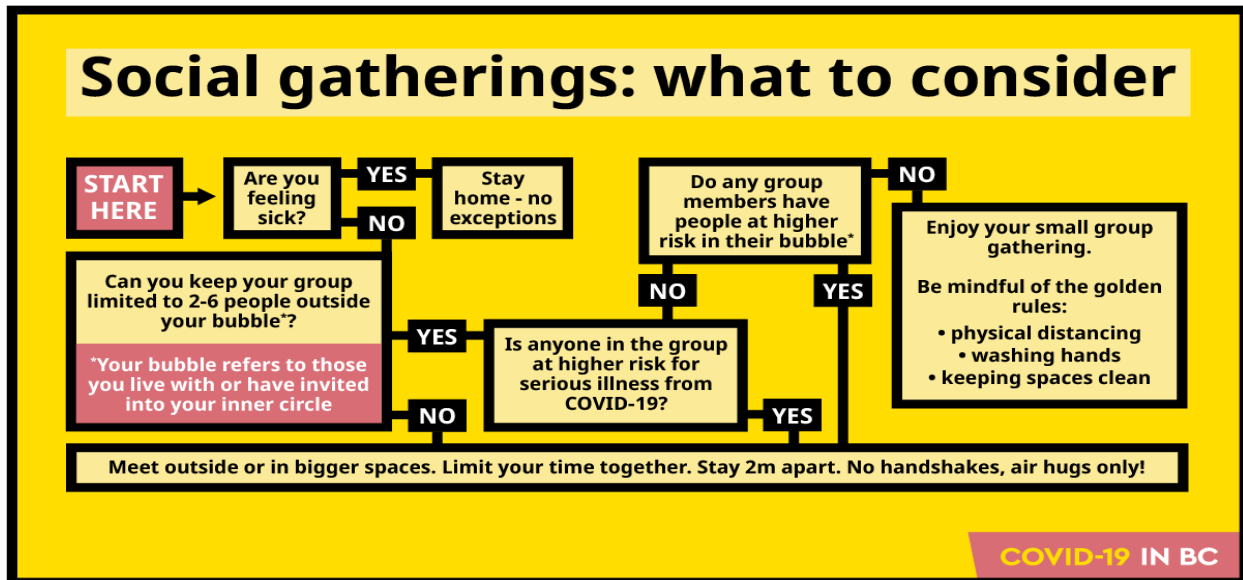 Social gatherings: what to consider
START
HERE
Are you
feeling
sick?
YES
Stay
home - no
exceptions
NO
Can you keep your group
limited to 2-6 people outside
your bubble*?
*Your bubble refers to those
you live with or have invited
into your inner circle
YES
NO
Is anyone in the group
at higher risk for
serious illness from
COVID-19?
NO
YES
Do any group
members have
people at higher
risk in their bubble*
NO
YES
Enjoy your small group
gathering.
Be mindful of the golden
rules:
• physical distancing
• washing hands
• keeping spaces clean
Meet outside or in bigger spaces. Limit your time together. Stay 2m apart. No handshakes, air hugs only!
COVID-19 IN BC